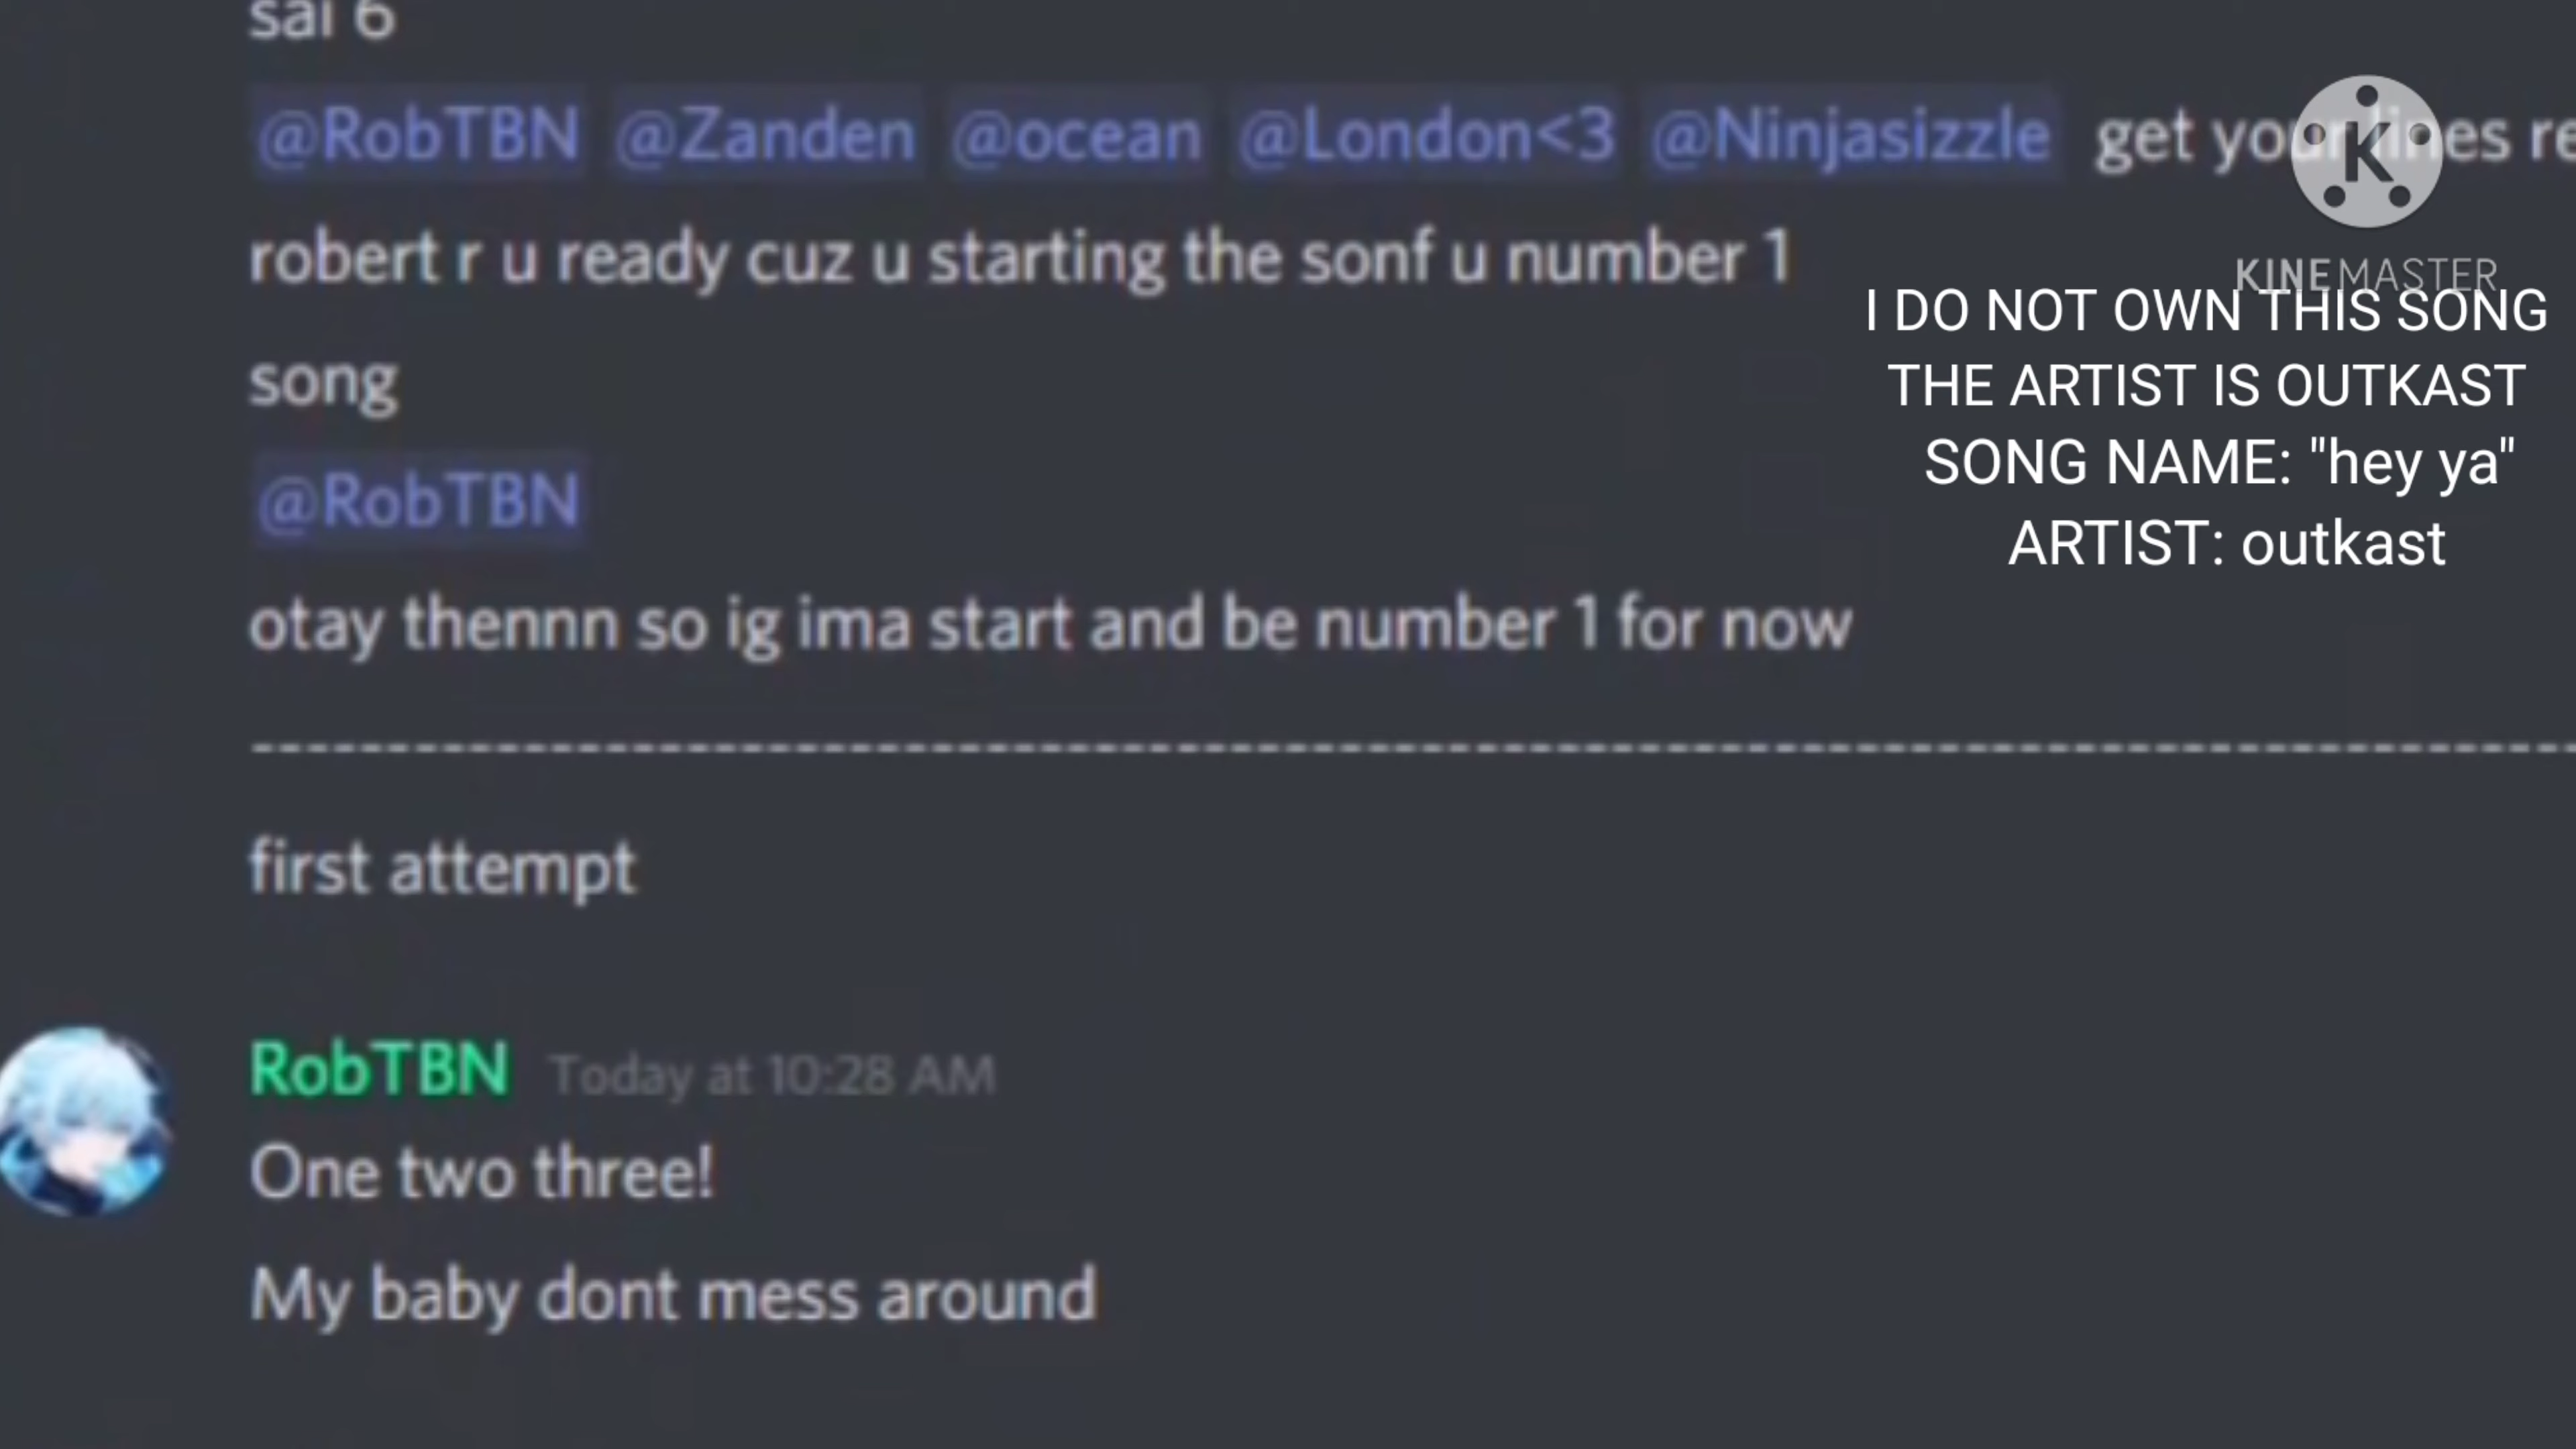 sai 6
@RobTBN @Zanden @ocean @London<3 @Ninjasizzle get your lines re
robert r u ready cuz u starting the sonf u number 1
song
@RobTBN
otay thennn so ig ima start and be number 1 for now
--------------------------------------------------------------------------------------
first attempt
RobTBN Today at 10:28 AM
One two three!
My baby dont mess around
K
KINEMASTER
I DO NOT OWN THIS SONG
THE ARTIST IS OUTKAST
SONG NAME: "hey ya"
ARTIST: outkast